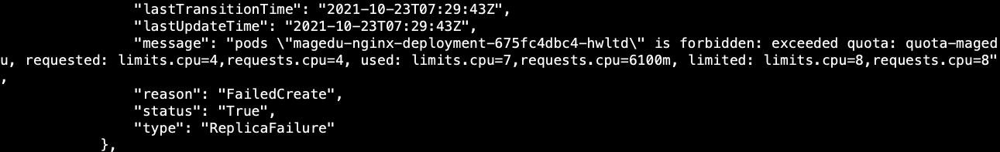 "lastTransitionTime": "2021-10-23T07:29:43Z",
"lastUpdateTime": "2021-10-23T07:29:43Z",
"message": "pods \"magedu-nginx-deployment-675fc4dbc4-hwltd\" is forbidden: exceeded quota: quota-maged
u, requested: limits.cpu=4,requests.cpu=4, used: limits.cpu=7,requests.cpu=6100m, limited: limits.cpu=8,requests.cpu=8"
,
"reason": "FailedCreate",
"status": "True",
"type": "ReplicaFailure"
},